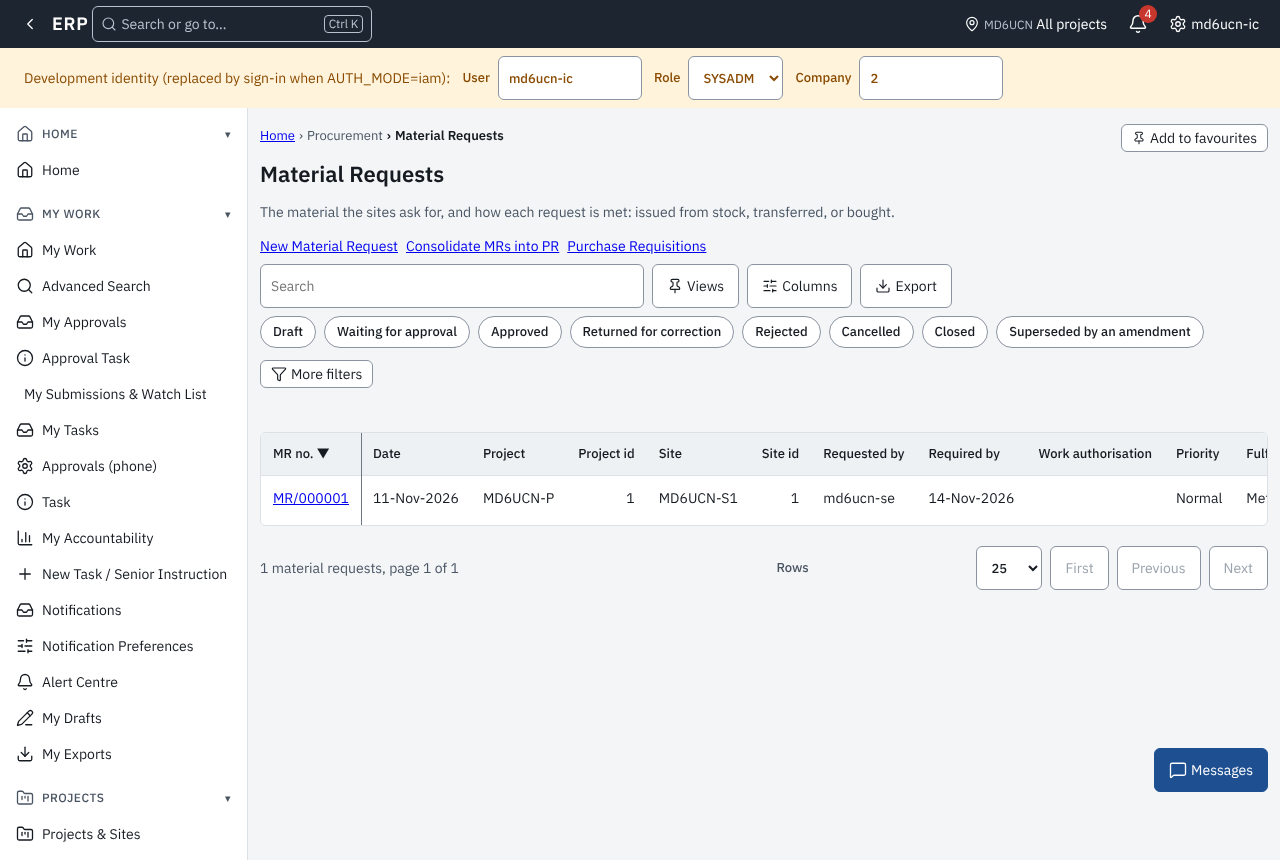 ERP
Search or go to...
Ctrl K
MD6UCN All projects
4
md6ucn-ic
Development identity (replaced by sign-in when AUTH_MODE=iam):
User
md6ucn-ic
Role
SYSADM
Company
2
HOME
Home
MY WORK
My Work
Advanced Search
My Approvals
Approval Task
My Submissions & Watch List
My Tasks
Approvals (phone)
Task
My Accountability
New Task / Senior Instruction
Notifications
Notification Preferences
Alert Centre
My Drafts
My Exports
PROJECTS
Projects & Sites
Home › Procurement › Material Requests
Add to favourites
Material Requests
The material the sites ask for, and how each request is met: issued from stock, transferred, or bought.
New Material Request Consolidate MRs into PR Purchase Requisitions
Search
Views
Columns
Export
Draft
Waiting for approval
Approved
Returned for correction
Rejected
Cancelled
Closed
Superseded by an amendment
More filters
MR no. ▼ Date Project Project id Site Site id Requested by Required by Work authorisation Priority
MR/000001 11-Nov-2026 MD6UCN-P 1 MD6UCN-S1 1 md6ucn-se 14-Nov-2026 Normal
1 material requests, page 1 of 1
Rows
25
First
Previous
Next
Messages